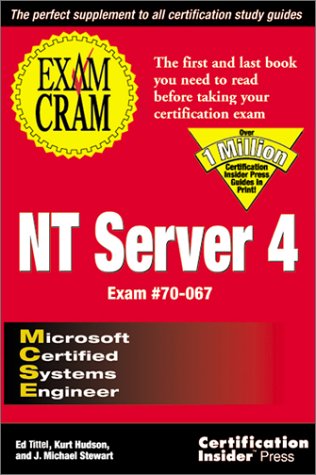 The perfect supplement to all certification study guides
EXAM
CRAM
The first and last book
you need to read
before taking your
certification exam
Over
1 Million
Certification
Insider Press
Guides in
Print!
NT Server 4
Exam #70-067
Microsoft
Certified
Systems
Engineer
Ed Tittel, Kurt Hudson,
and J. Michael Stewart
Certification
Insider Press